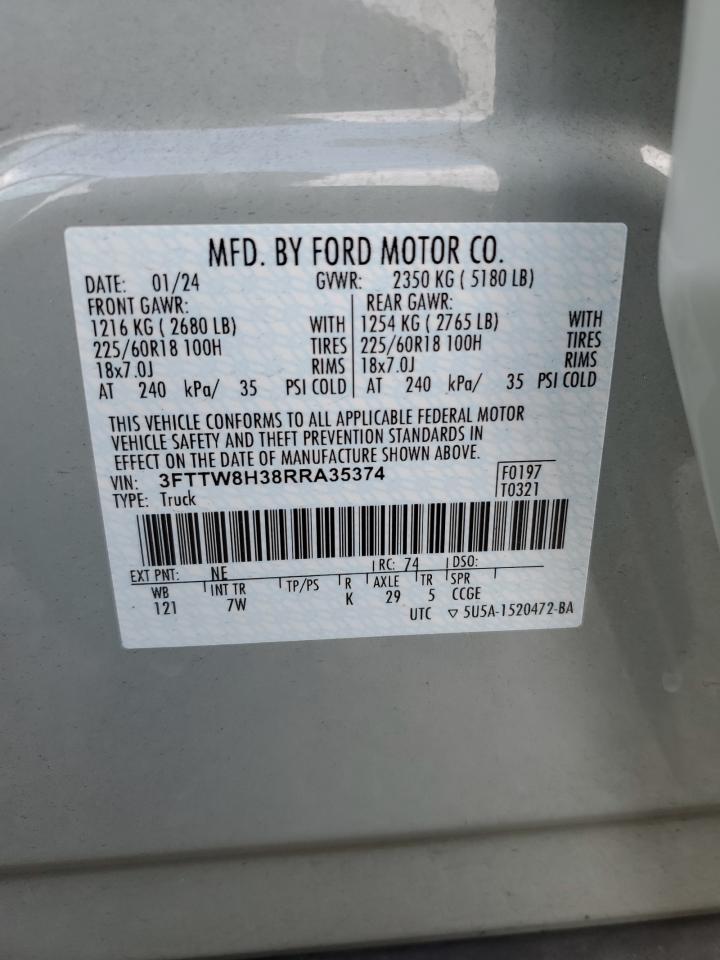 MFD. BY FORD MOTOR CO.
DATE: 01/24 GVWR: 2350 KG ( 5180 LB)
FRONT GAWR: REAR GAWR:
1216 KG ( 2680 LB) WITH 1254 KG ( 2765 LB) WITH
225/60R18 100H TIRES 225/60R18 100H TIRES
18x7.0J RIMS 18x7.0J RIMS
AT 240 kPa/ 35 PSI COLD AT 240 kPa/ 35 PSI COLD
THIS VEHICLE CONFORMS TO ALL APPLICABLE FEDERAL MOTOR
VEHICLE SAFETY AND THEFT PREVENTION STANDARDS IN
EFFECT ON THE DATE OF MANUFACTURE SHOWN ABOVE.
VIN: 3FTTW8H38RRA35374 F0197
TYPE: Truck T0321
EXT PNT: NE RC: 74 DSO:
WB INT TR TP/PS R AXLE TR SPR
121 7W K 29 5 CCGE
UTC ▽ 5U5A-1520472-BA